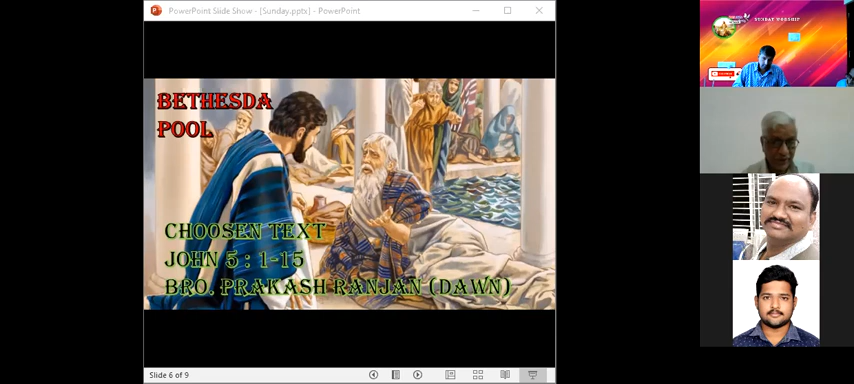 PowerPoint Slide Show - [Sunday.pptx] - PowerPoint
BETHESDA
POOL
CHOOSEN TEXT
JOHN 5 : 1-15
BRO. PRAKASH RANJAN (DAWN)
Slide 6 of 9
SUNDAY WORSHIP